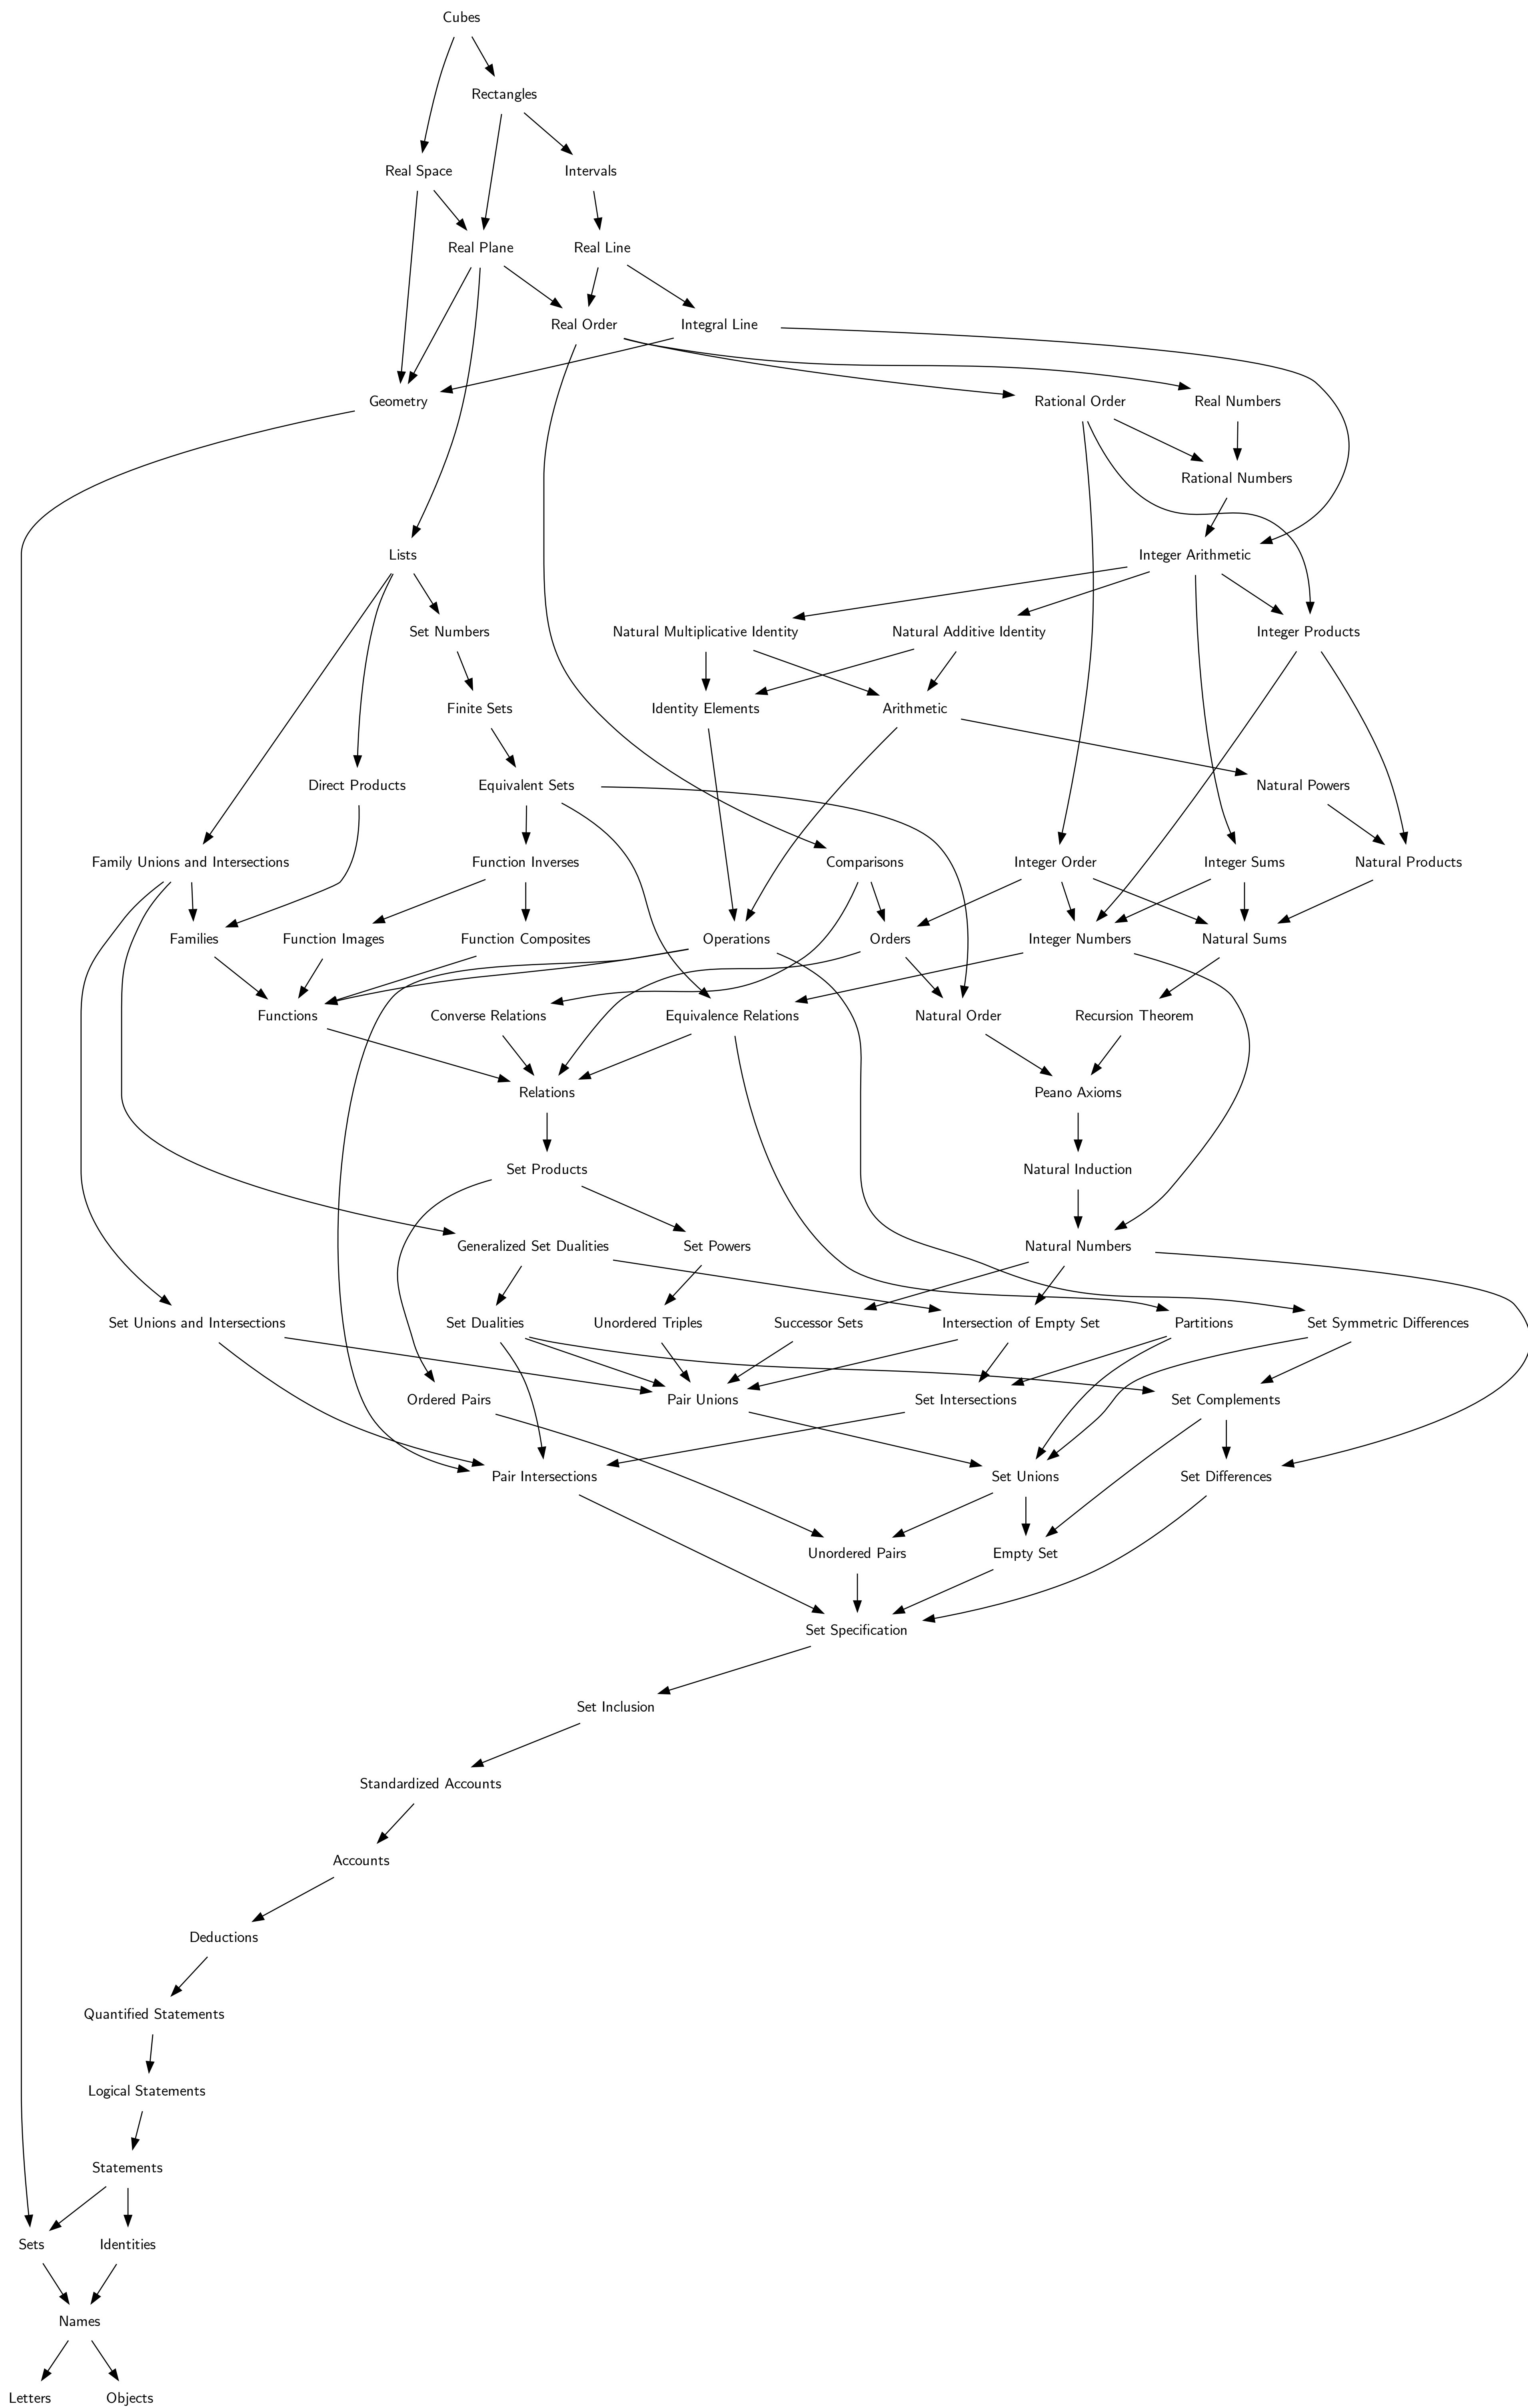 Cubes
Rectangles
Real Space
Intervals
Real Plane
Real Line
Real Order
Integral Line
Geometry
Rational Order
Real Numbers
Rational Numbers
Lists
Integer Arithmetic
Set Numbers
Natural Multiplicative Identity
Natural Additive Identity
Integer Products
Finite Sets
Identity Elements
Arithmetic
Direct Products
Equivalent Sets
Natural Powers
Family Unions and Intersections
Function Inverses
Comparisons
Integer Order
Integer Sums
Natural Products
Families
Function Images
Function Composites
Operations
Orders
Integer Numbers
Natural Sums
Functions
Converse Relations
Equivalence Relations
Natural Order
Recursion Theorem
Relations
Peano Axioms
Set Products
Natural Induction
Generalized Set Dualities
Set Powers
Natural Numbers
Set Unions and Intersections
Set Dualities
Unordered Triples
Successor Sets
Intersection of Empty Set
Partitions
Set Symmetric Differences
Ordered Pairs
Pair Unions
Set Intersections
Set Complements
Pair Intersections
Set Unions
Set Differences
Unordered Pairs
Empty Set
Set Specification
Set Inclusion
Standardized Accounts
Accounts
Deductions
Quantified Statements
Logical Statements
Statements
Sets
Identities
Names
Letters
Objects